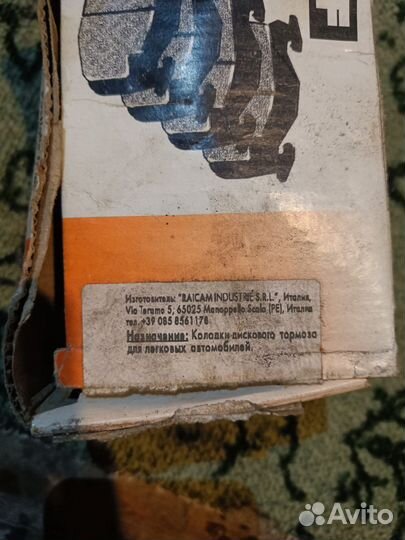 Изготовитель: "RAICAM INDUSTRIE S.R.L.", Италия,
Via Teramo 5, 65025 Manoppello Scalo (PE), Италия
тел.+39 085 8561178
Назначение: Колодки дискового тормоза
для легковых автомобилей.
Avito